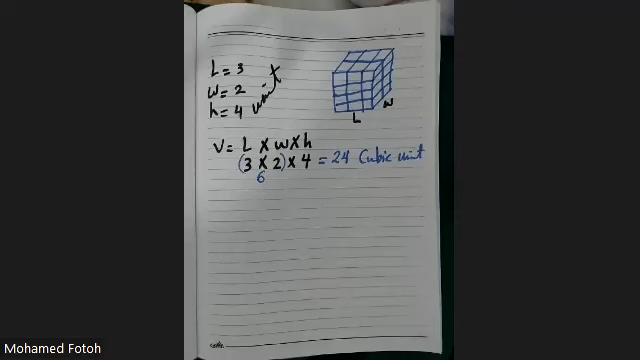 L = 3
w = 2
h = 4 unit
L
w
V = L X w X h
(3 X 2) X 4 = 24 Cubic unit
6
Mohamed Fotoh